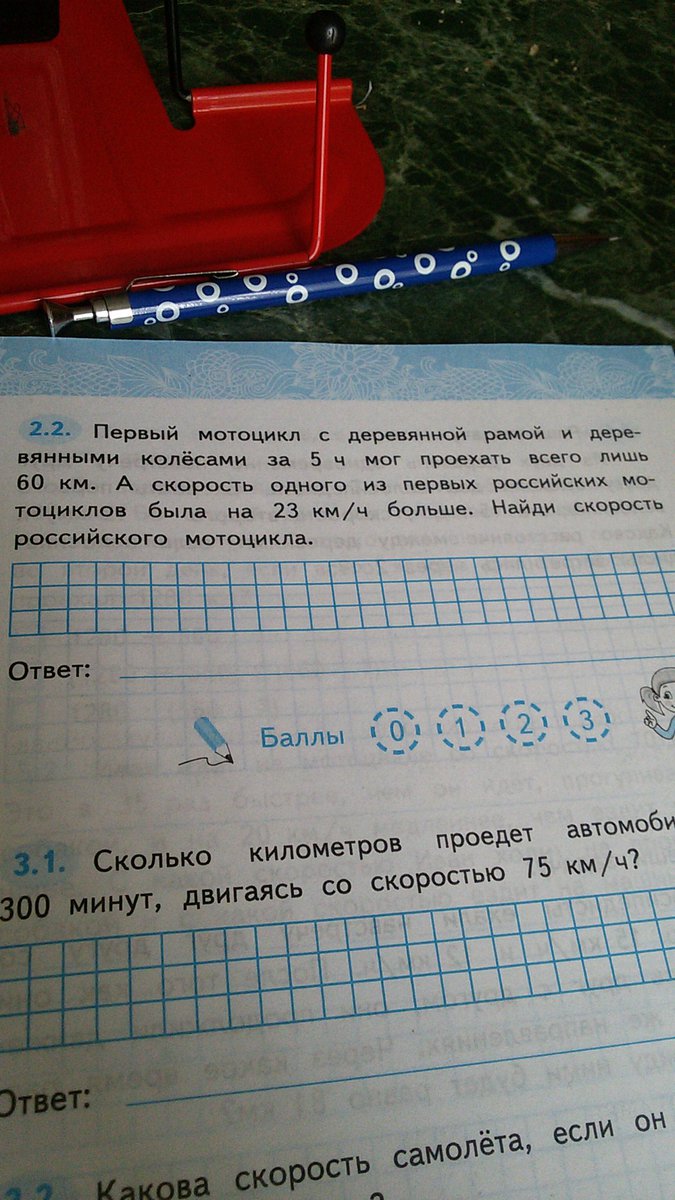 2.2. Первый мотоцикл с деревянной рамой и дере-
вянными колёсами за 5 ч мог проехать всего лишь
60 км. А скорость одного из первых российских мо-
тоциклов была на 23 км/ч больше. Найди скорость
российского мотоцикла.
Ответ:
Баллы 0 1 2 3
3.1. Сколько километров проедет автомоби
300 минут, двигаясь со скоростью 75 км/ч?
Ответ:
3.2. Какова скорость самолёта, если он